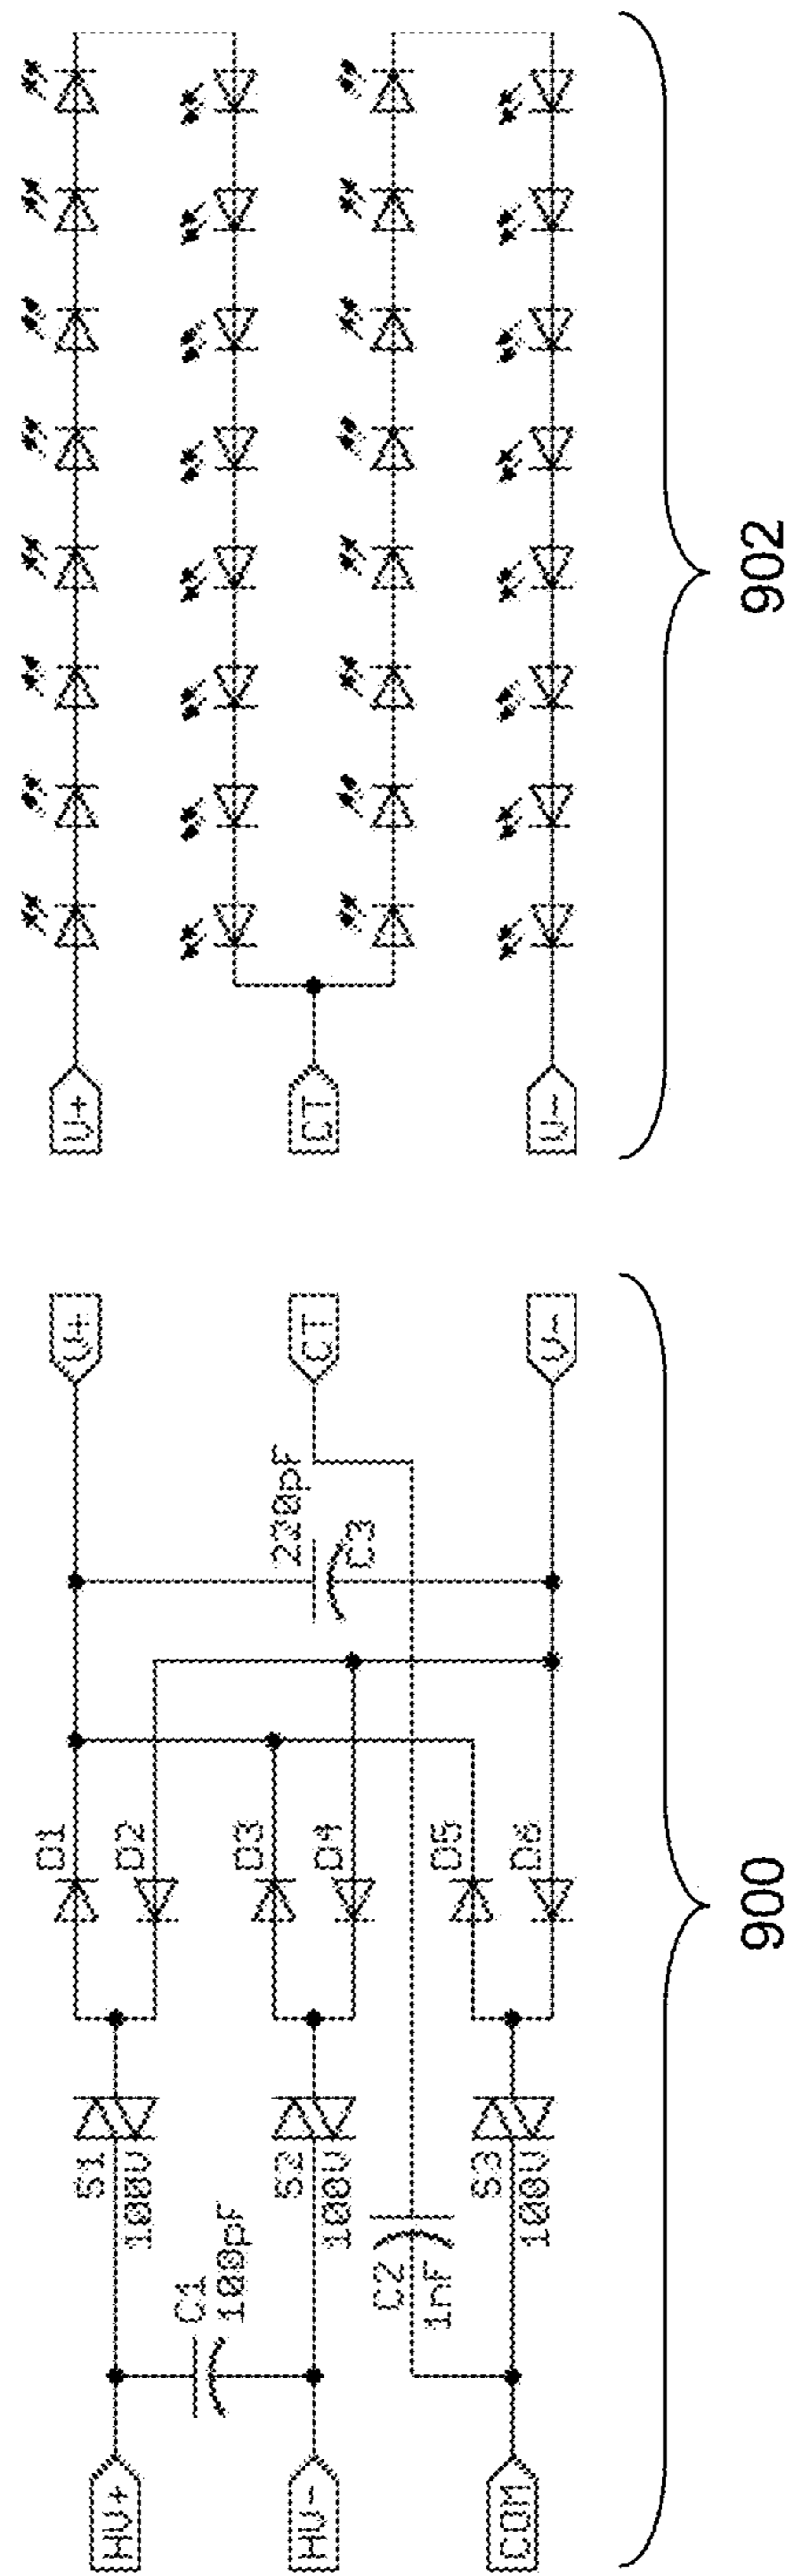 HV+
HV-
COM
C1
100pF
S1
100V
S2
100V
C2
1nF
S3
100V
D1
D2
D3
D4
D5
D6
220pF
C3
V+
CT
V-
900
V+
CT
V-
902